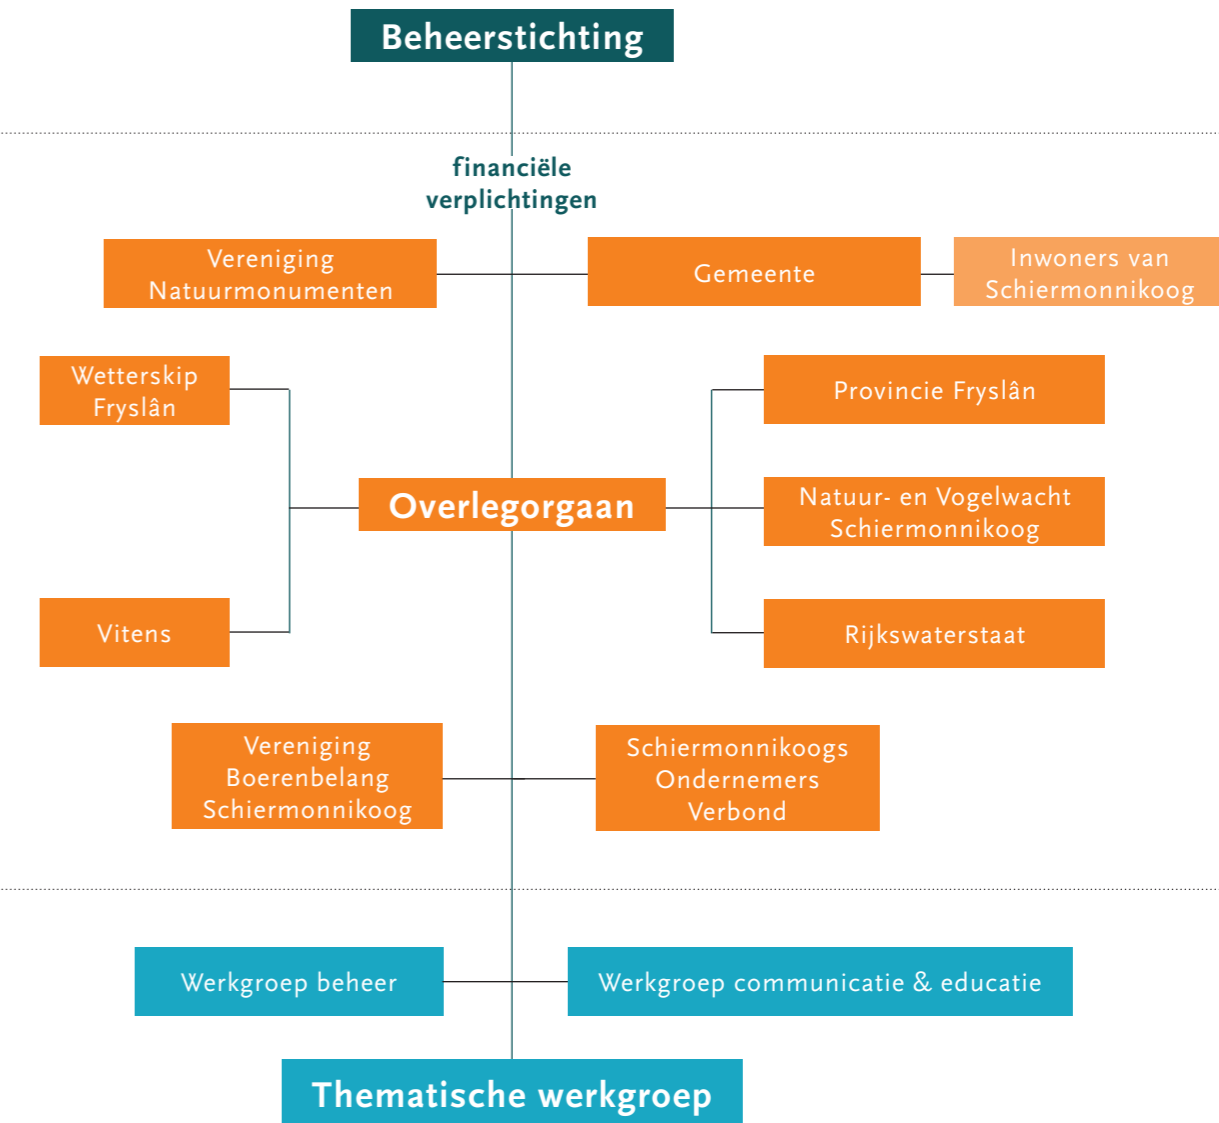 Beheerstichting
financiële
verplichtingen
Vereniging
Natuurmonumenten
Gemeente
Inwoners van
Schiermonnikoog
Wetterskip
Fryslân
Provincie Fryslân
Overlegorgaan
Natuur- en Vogelwacht
Schiermonnikoog
Vitens
Rijkswaterstaat
Vereniging
Boerenbelang
Schiermonnikoog
Schiermonnikoogs
Ondernemers
Verbond
Werkgroep beheer
Werkgroep communicatie & educatie
Thematische werkgroep